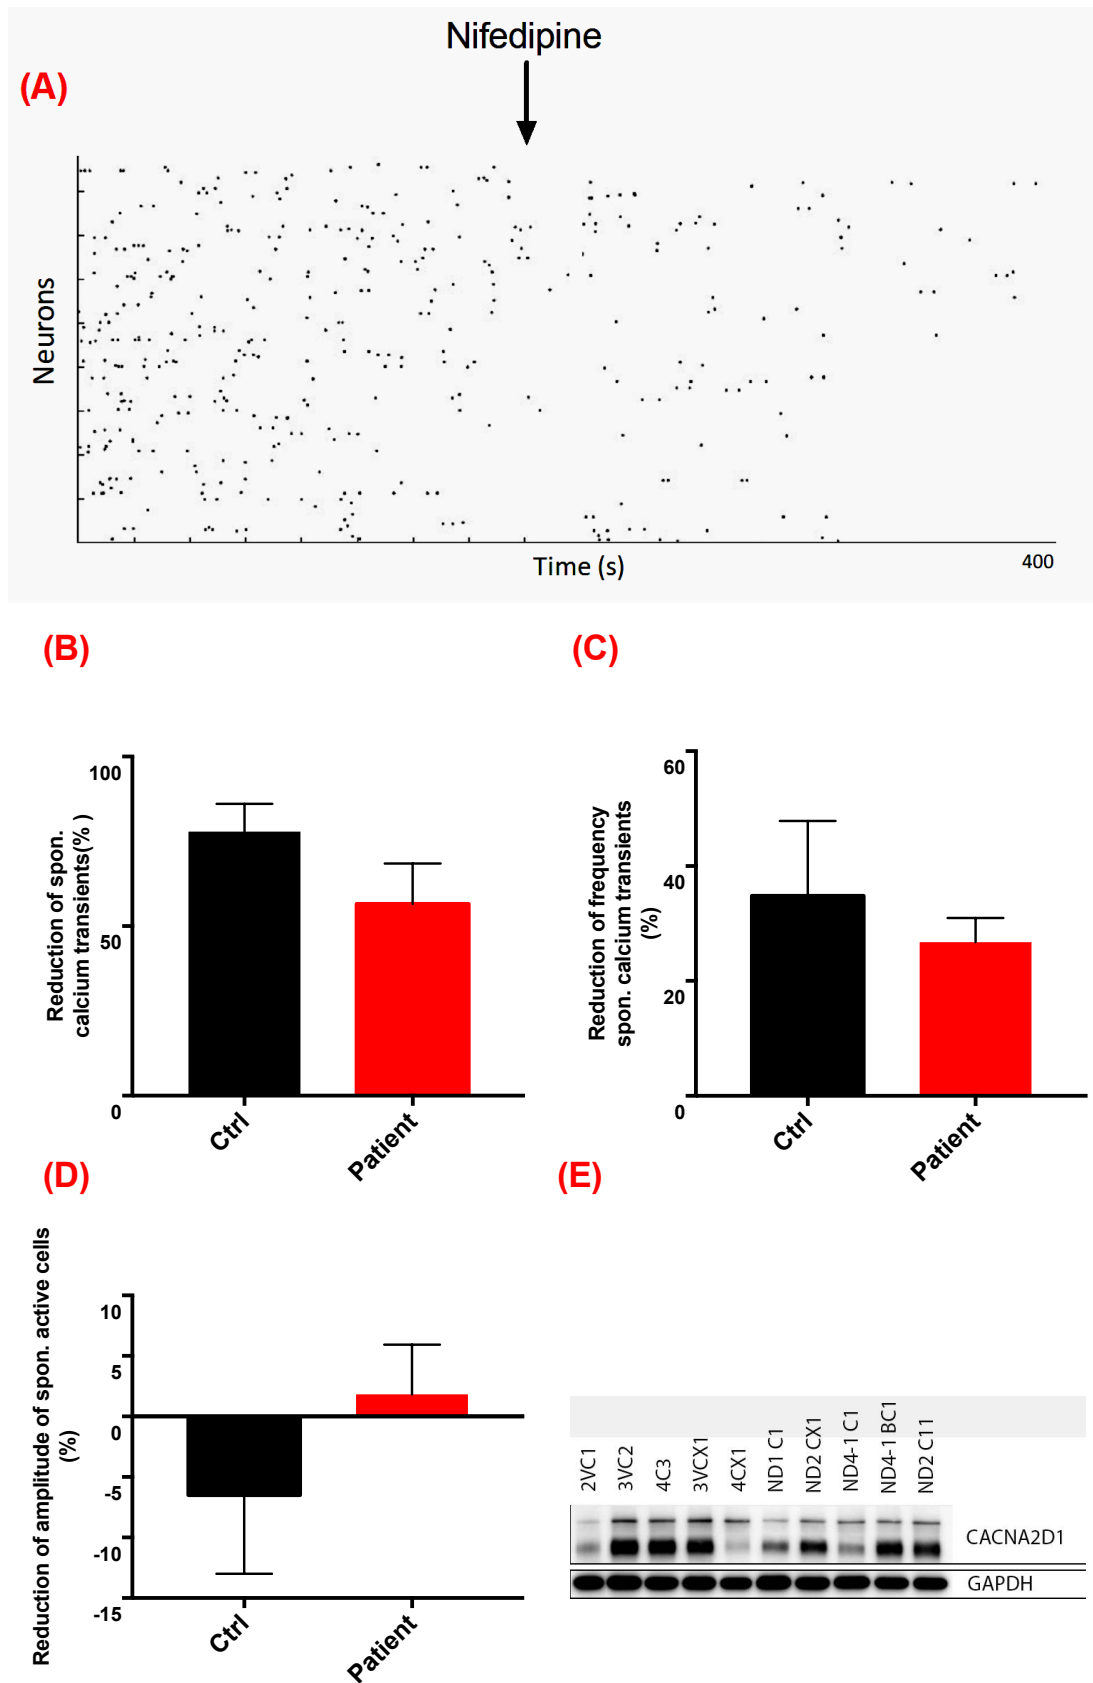 Nifedipine
(A)
Neurons
Time (s)
400
(B)
(C)
100
50
0
Reduction of spon.
calcium transients(% )
Ctrl
Patient
60
40
20
0
Reduction of frequency
spon. calcium transients
(%)
Ctrl
Patient
(D)
(E)
10
5
0
-5
-10
-15
Reduction of amplitude of spon. active cells
(%)
Ctrl
Patient
2VC1
3VC2
4C3
3VCX1
4CX1
ND1 C1
ND2 CX1
ND4-1 C1
ND4-1 BC1
ND2 C11
CACNA2D1
GAPDH